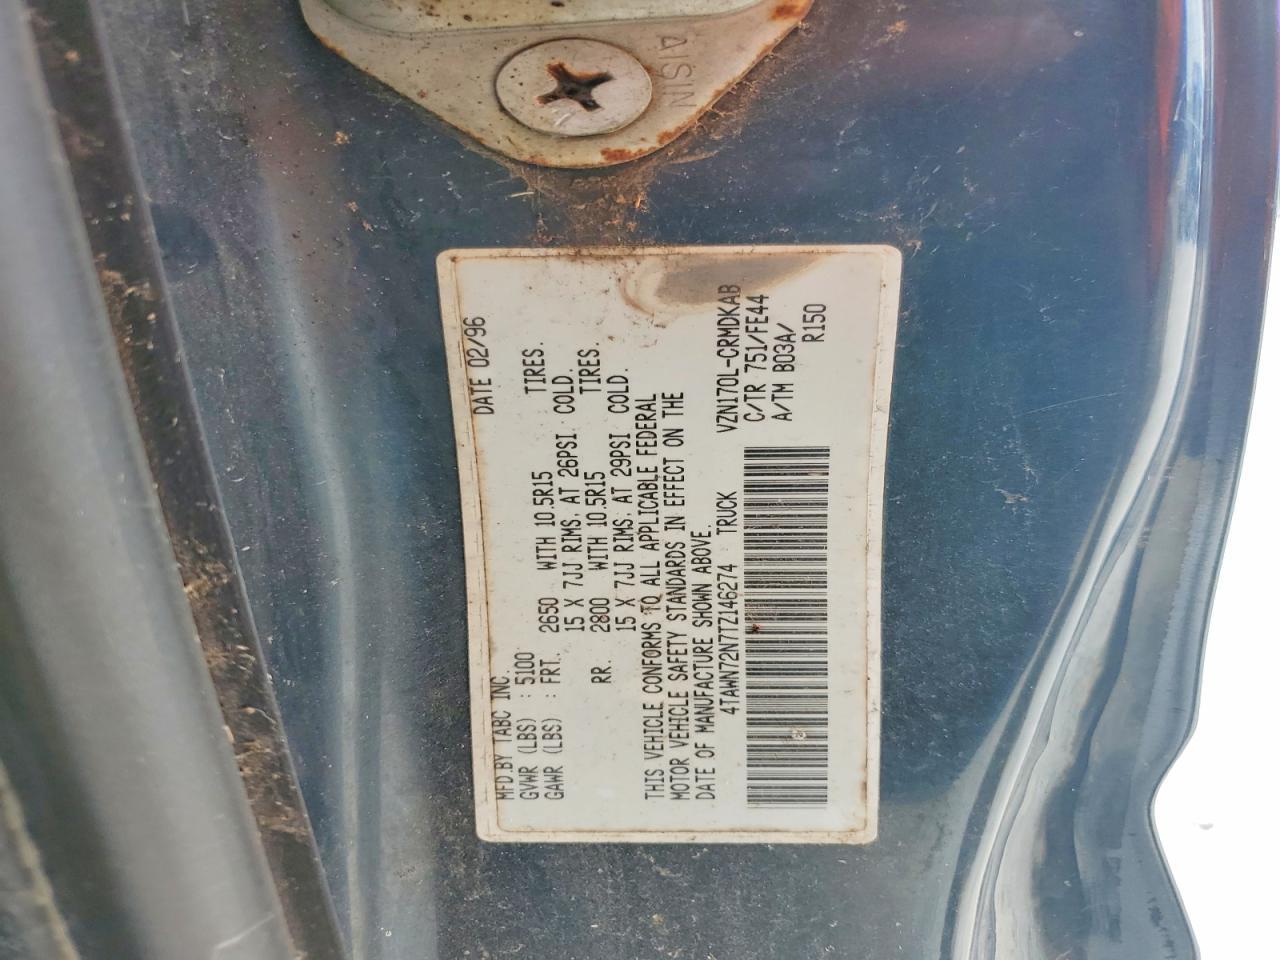 AISIN
DATE 02/96
MFD.BY TABC INC.
GVWR (LBS) : 5100
GAWR (LBS) : FRT. 2650 WITH 10.5R15 TIRES.
15 X 7JJ RIMS. AT 26PSI COLD.
RR. 2800 WITH 10.5R15 TIRES.
15 X 7JJ RIMS. AT 29PSI COLD.
THIS VEHICLE CONFORMS TO ALL APPLICABLE FEDERAL
MOTOR VEHICLE SAFETY STANDARDS IN EFFECT ON THE
DATE OF MANUFACTURE SHOWN ABOVE.
4TAWN72N7TZ146274 TRUCK
VZN170L-CRMDKAB
C/TR 751/FE44
A/TM B03A/
R150